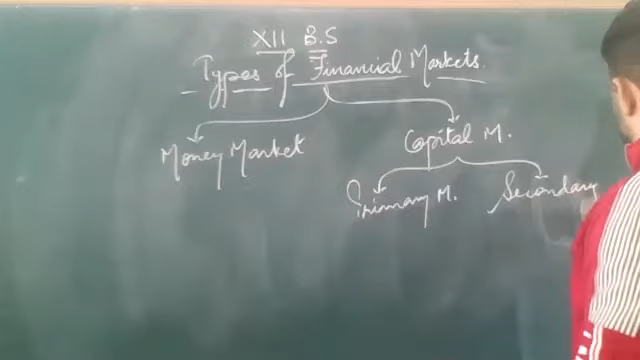 XII B.S
Types of Financial Markets.
Money Market
Capital M.
Primary M.
Secondary